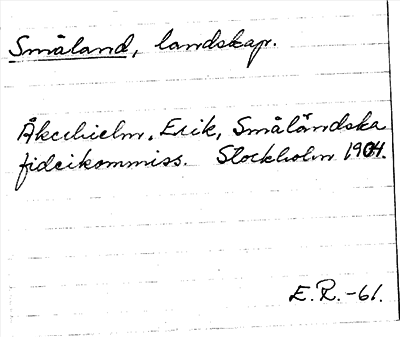 Småland, landskap.
Åkerhielm, Erik, Småländska
fideikommiss. Stockholm 1904.
E.R.-61.